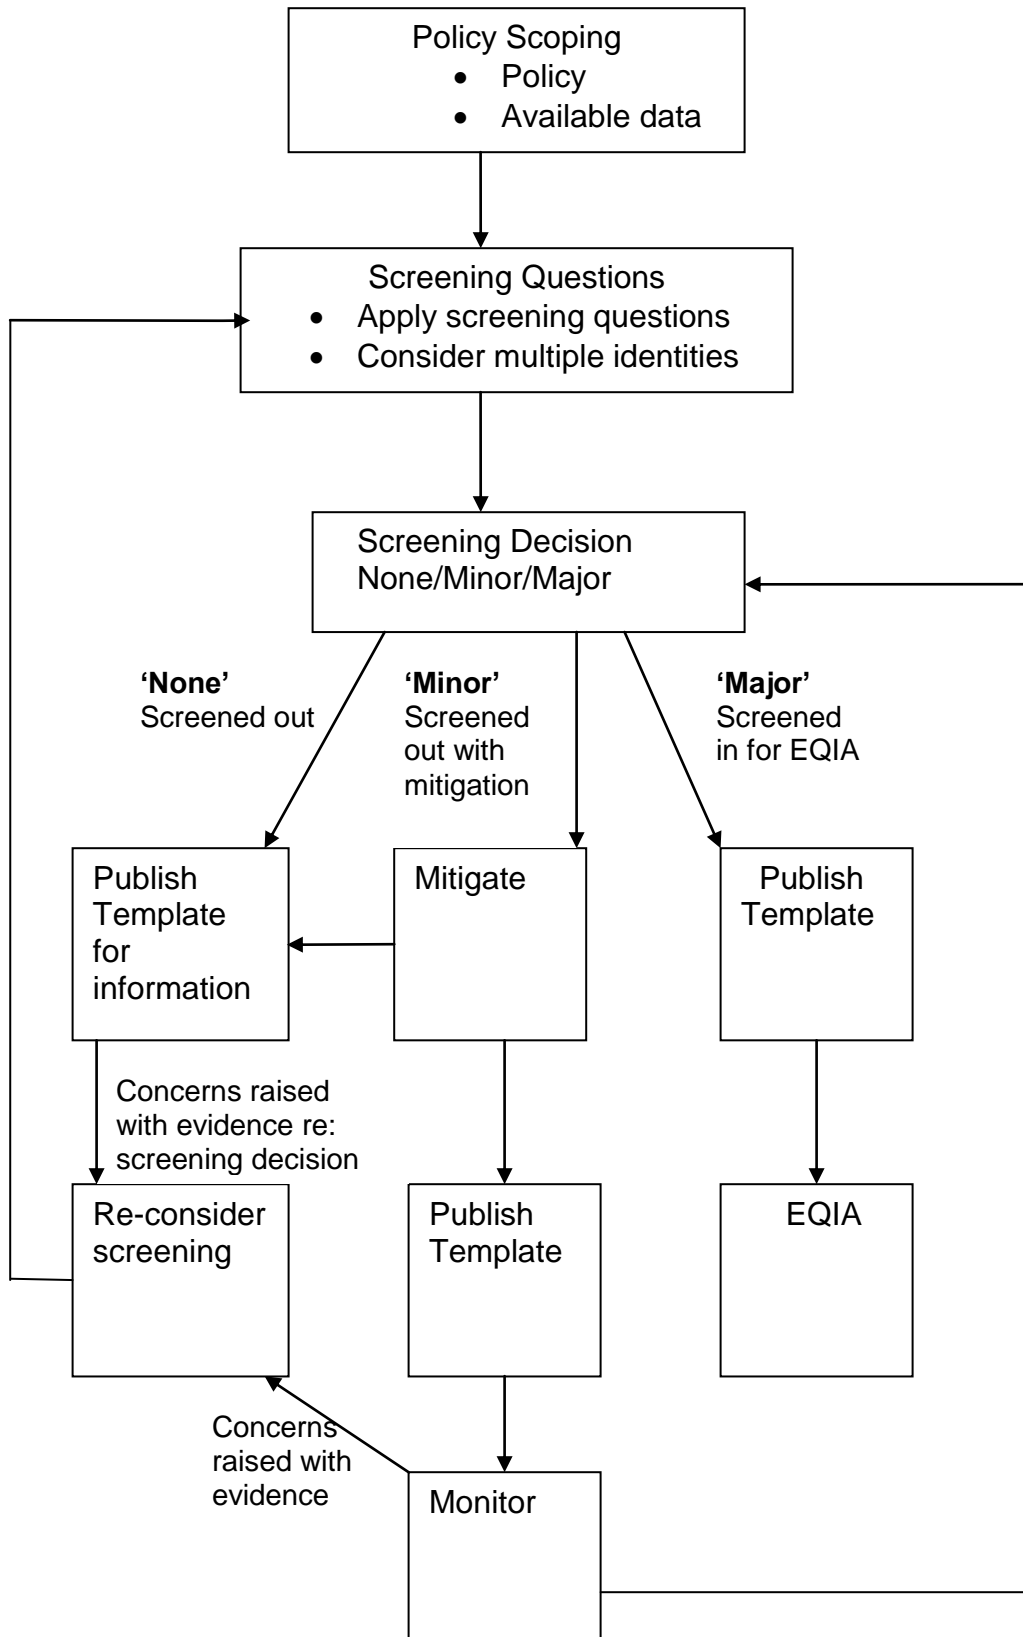 Policy Scoping
• Policy
• Available data
Screening Questions
• Apply screening questions
• Consider multiple identities
Screening Decision
None/Minor/Major
‘None’
Screened out
‘Minor’
Screened
out with
mitigation
‘Major’
Screened
in for EQIA
Publish
Template
for
information
Mitigate
Publish
Template
Concerns raised
with evidence re:
screening decision
Re-consider
screening
Publish
Template
EQIA
Concerns
raised with
evidence
Monitor